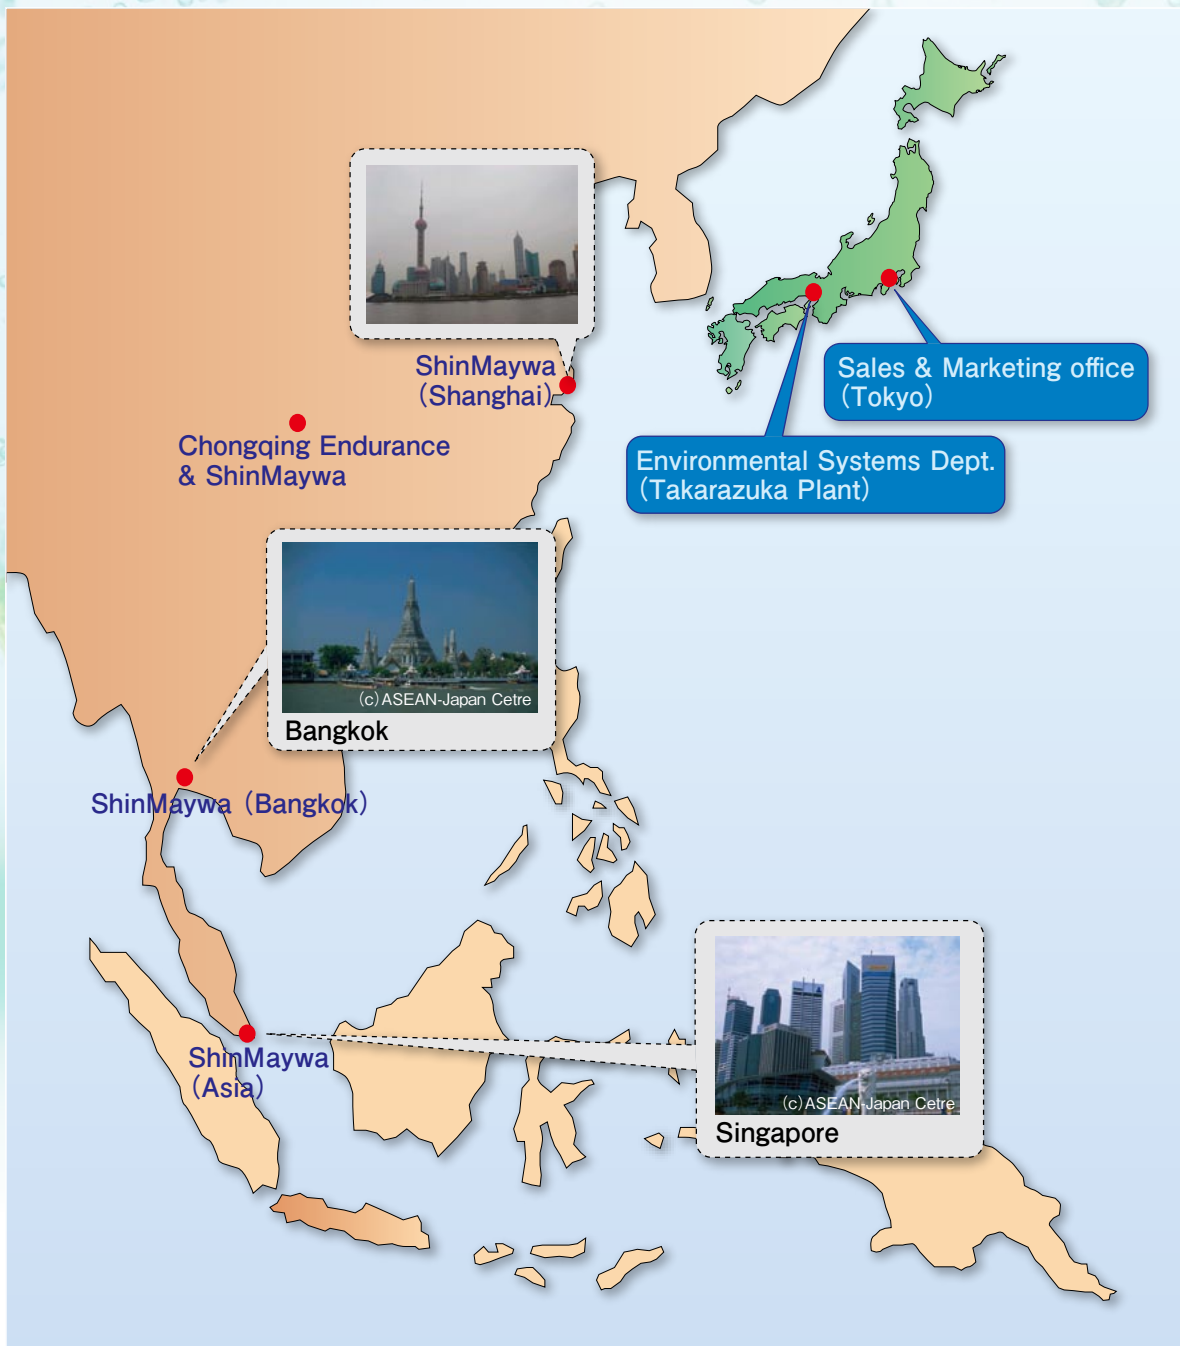 ShinMaywa
(Shanghai)
Sales & Marketing office
(Tokyo)
Chongqing Endurance
& ShinMaywa
Environmental Systems Dept.
(Takarazuka Plant)
(c)ASEAN-Japan Cetre
Bangkok
ShinMaywa (Bangkok)
ShinMaywa
(Asia)
(c)ASEAN-Japan Cetre
Singapore